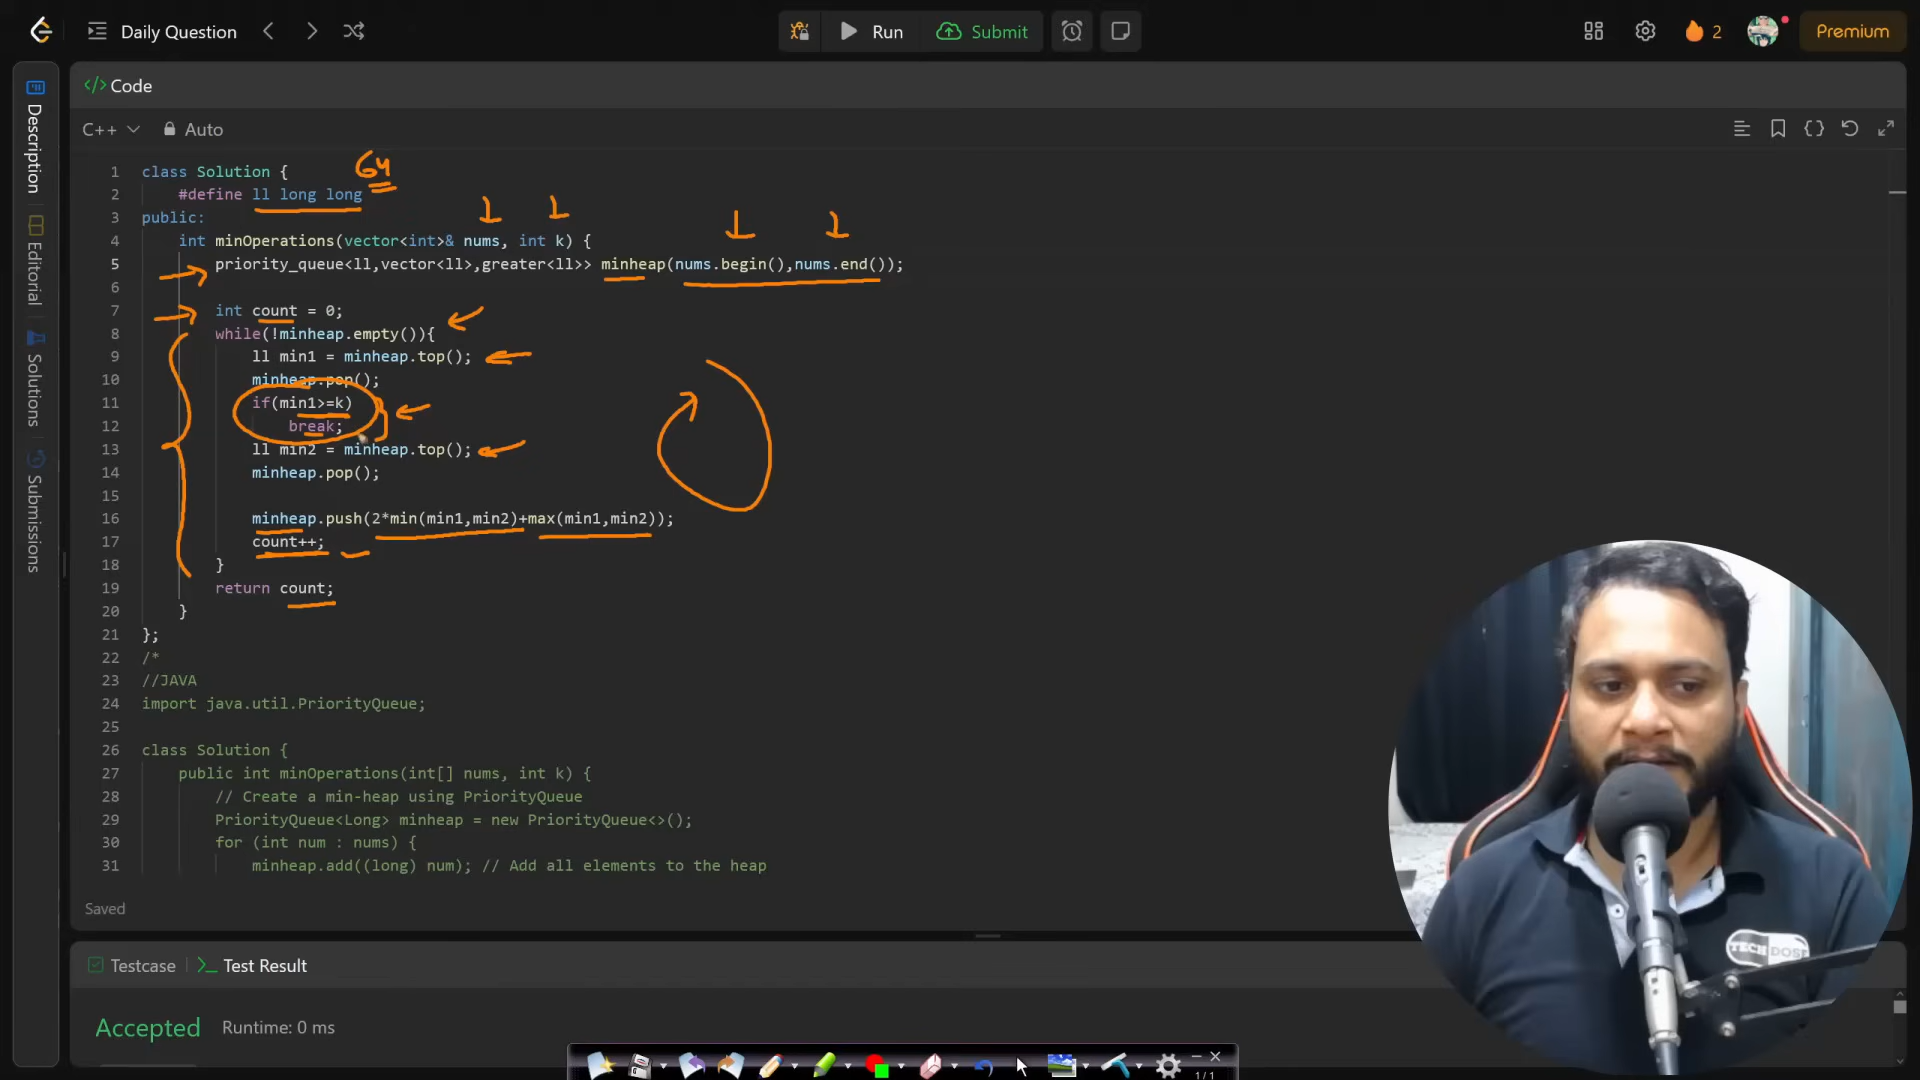 Daily Question
Run
Submit
2
Premium
Description
Editorial
Solutions
Submissions
</> Code
C++ Auto
64
1 class Solution {
2 #define ll long long
3 public:
4 int minOperations(vector<int>& nums, int k) {
5 priority_queue<ll,vector<ll>,greater<ll>> minheap(nums.begin(),nums.end());
6
7 int count = 0;
8 while(!minheap.empty()){
9 ll min1 = minheap.top();
10 minheap.pop();
11 if(min1>=k)
12 break;
13 ll min2 = minheap.top();
14 minheap.pop();
15
16 minheap.push(2*min(min1,min2)+max(min1,min2));
17 count++;
18 }
19 return count;
20 }
21 };
22 /*
23 //JAVA
24 import java.util.PriorityQueue;
25
26 class Solution {
27 public int minOperations(int[] nums, int k) {
28 // Create a min-heap using PriorityQueue
29 PriorityQueue<Long> minheap = new PriorityQueue<>();
30 for (int num : nums) {
31 minheap.add((long) num); // Add all elements to the heap
Saved
Testcase
Test Result
Accepted Runtime: 0 ms
TECH DOSE
1/1